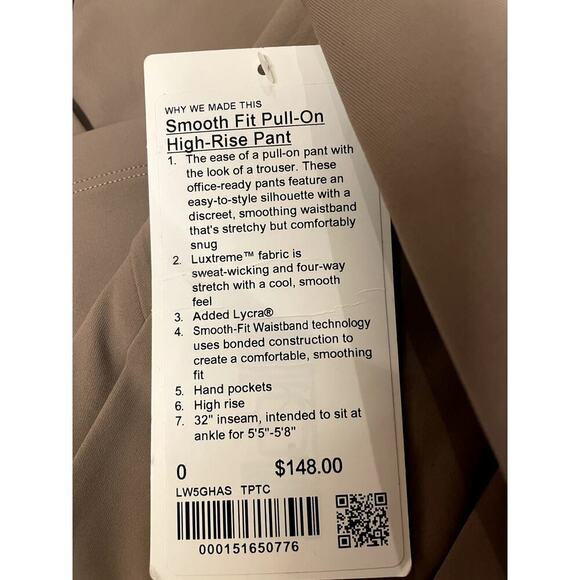 WHY WE MADE THIS
Smooth Fit Pull-On
High-Rise Pant
1. The ease of a pull-on pant with
the look of a trouser. These
office-ready pants feature an
easy-to-style silhouette with a
discreet, smoothing waistband
that's stretchy but comfortably
snug
2. Luxtreme™ fabric is
sweat-wicking and four-way
stretch with a cool, smooth
feel
3. Added Lycra®
4. Smooth-Fit Waistband technology
uses bonded construction to
create a comfortable, smoothing
fit
5. Hand pockets
6. High rise
7. 32" inseam, intended to sit at
ankle for 5'5"-5'8"
0 $148.00
LW5GHAS TPTC
000151650776